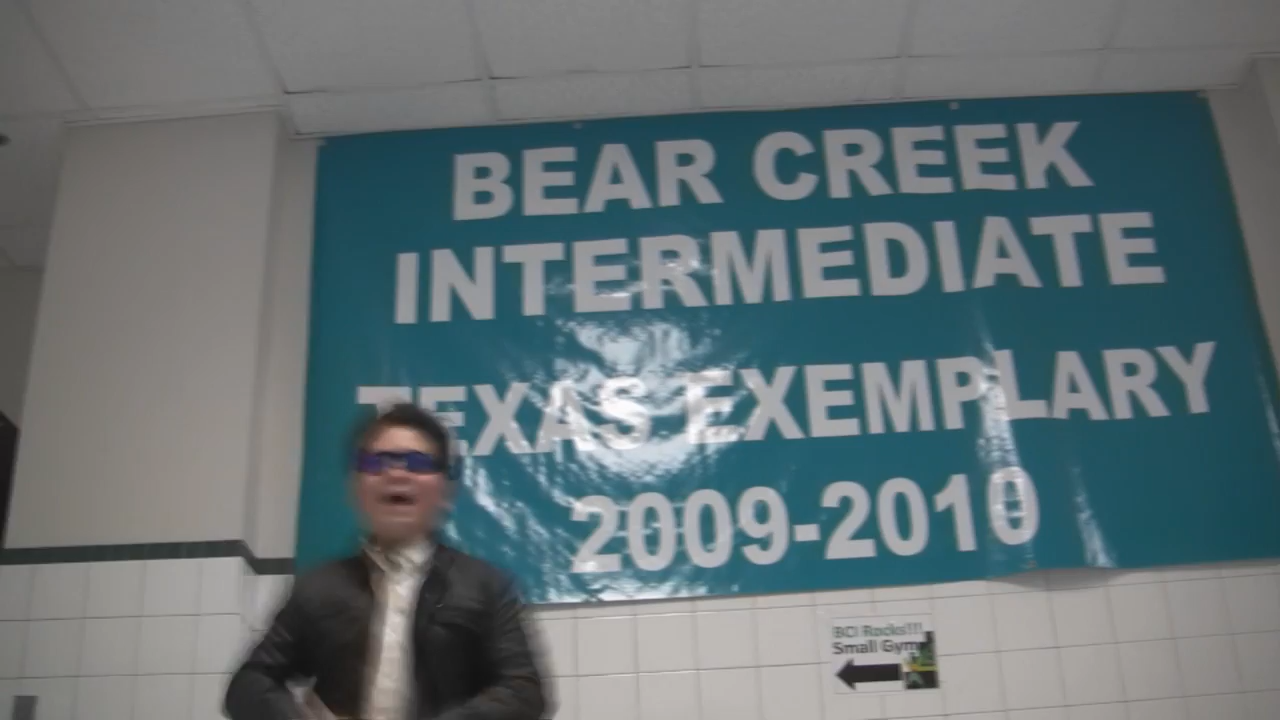 BEAR CREEK
INTERMEDIATE
TEXAS EXEMPLARY
2009-2010
BCI Rocks!!!
Small Gym